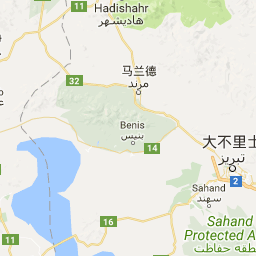 Hadishahr
هادیشهر
32
马兰德
مرند
Benis
بنیس
14
大不里士
تبریز
2
Sahand
سهند
11
16
Sahand
Protected A
منطقه حفاظت
11